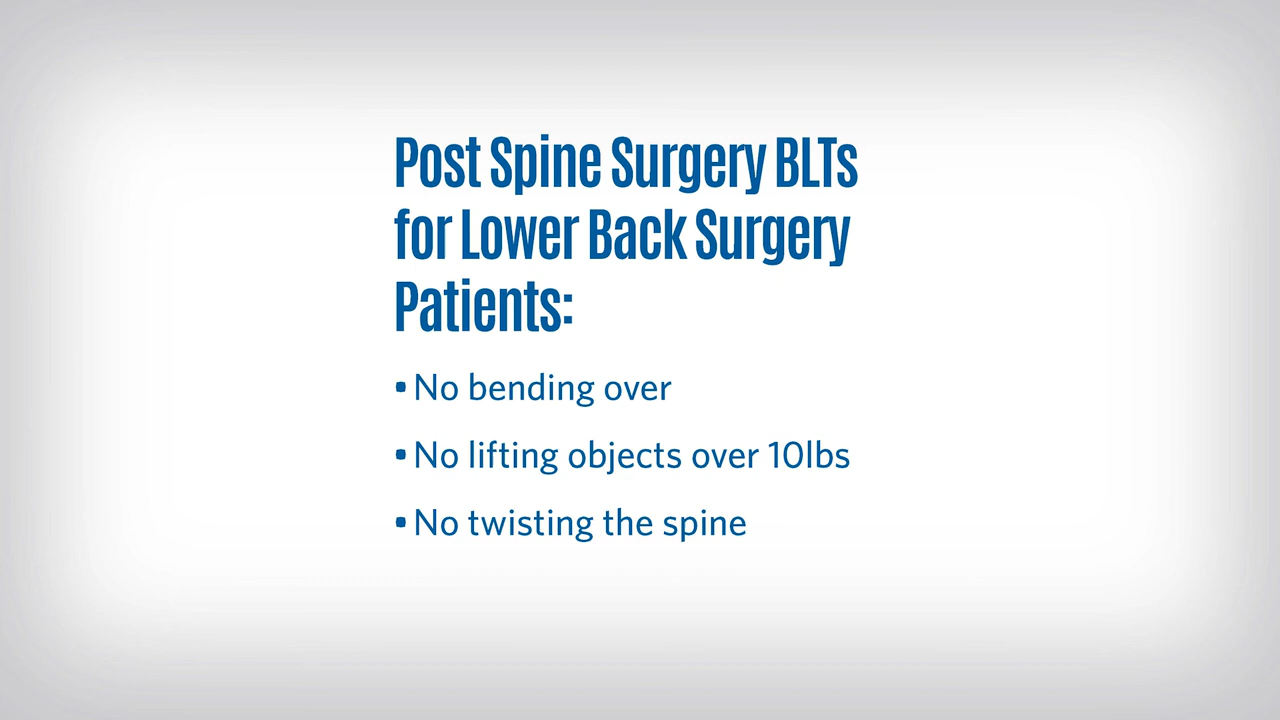 Post Spine Surgery BLTs
for Lower Back Surgery
Patients:
• No bending over
• No lifting objects over 10lbs
• No twisting the spine